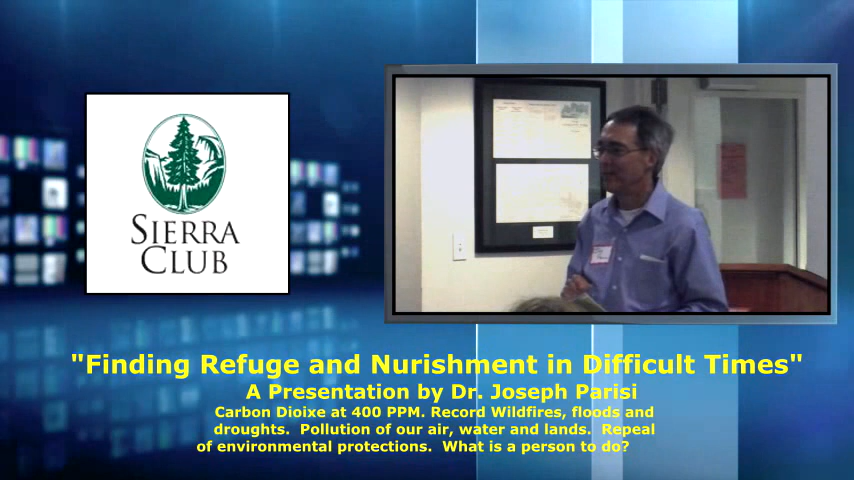 SIERRA
CLUB
"Finding Refuge and Nurishment in Difficult Times"
A Presentation by Dr. Joseph Parisi
Carbon Dioixe at 400 PPM. Record Wildfires, floods and
droughts.  Pollution of our air, water and lands.  Repeal
of environmental protections.  What is a person to do?